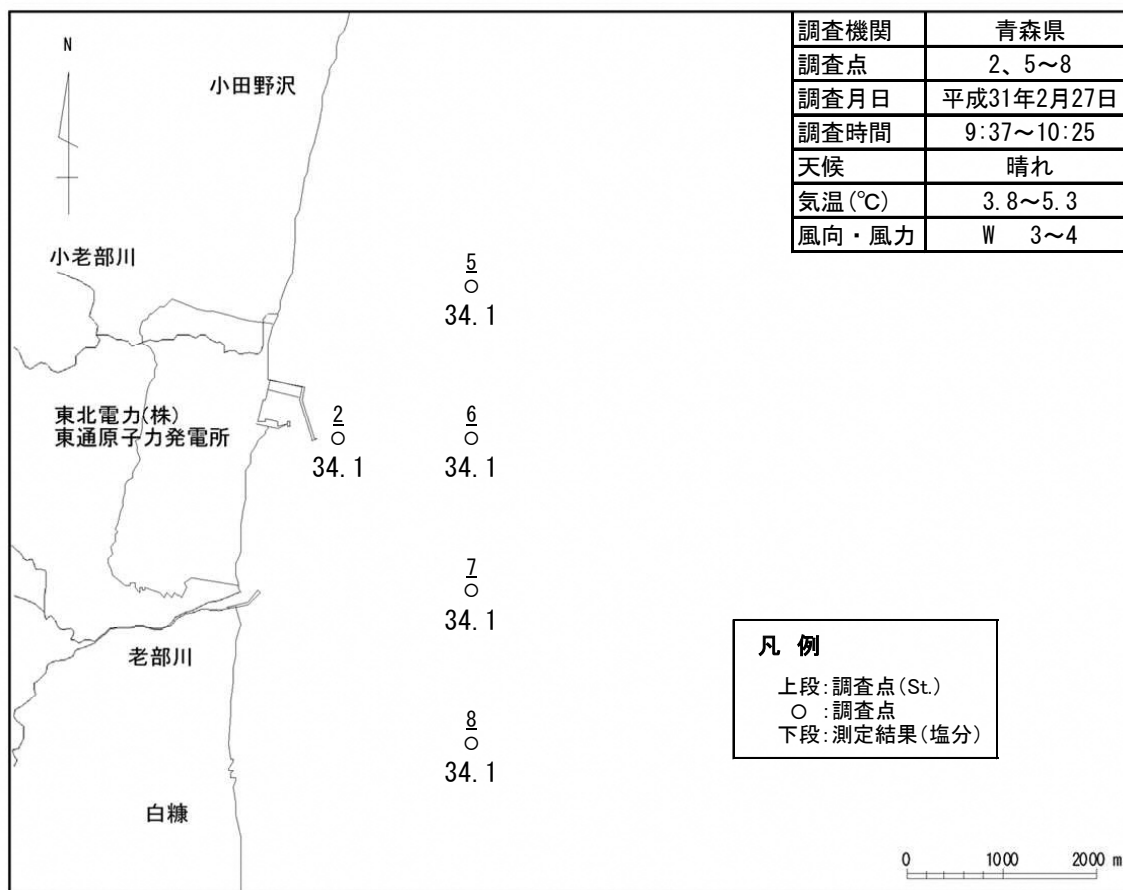 調査機関 青森県
調査点 2、5～8
調査月日 平成31年2月27日
調査時間 9:37～10:25
天候 晴れ
気温(℃) 3.8～5.3
風向・風力 W 3～4
N
小田野沢
小老部川
5
34.1
東北電力(株)
東通原子力発電所
2
34.1
6
34.1
7
34.1
老部川
8
34.1
白糠
凡 例
上段:調査点(St.)
○ :調査点
下段:測定結果(塩分)
0 1000 2000 m